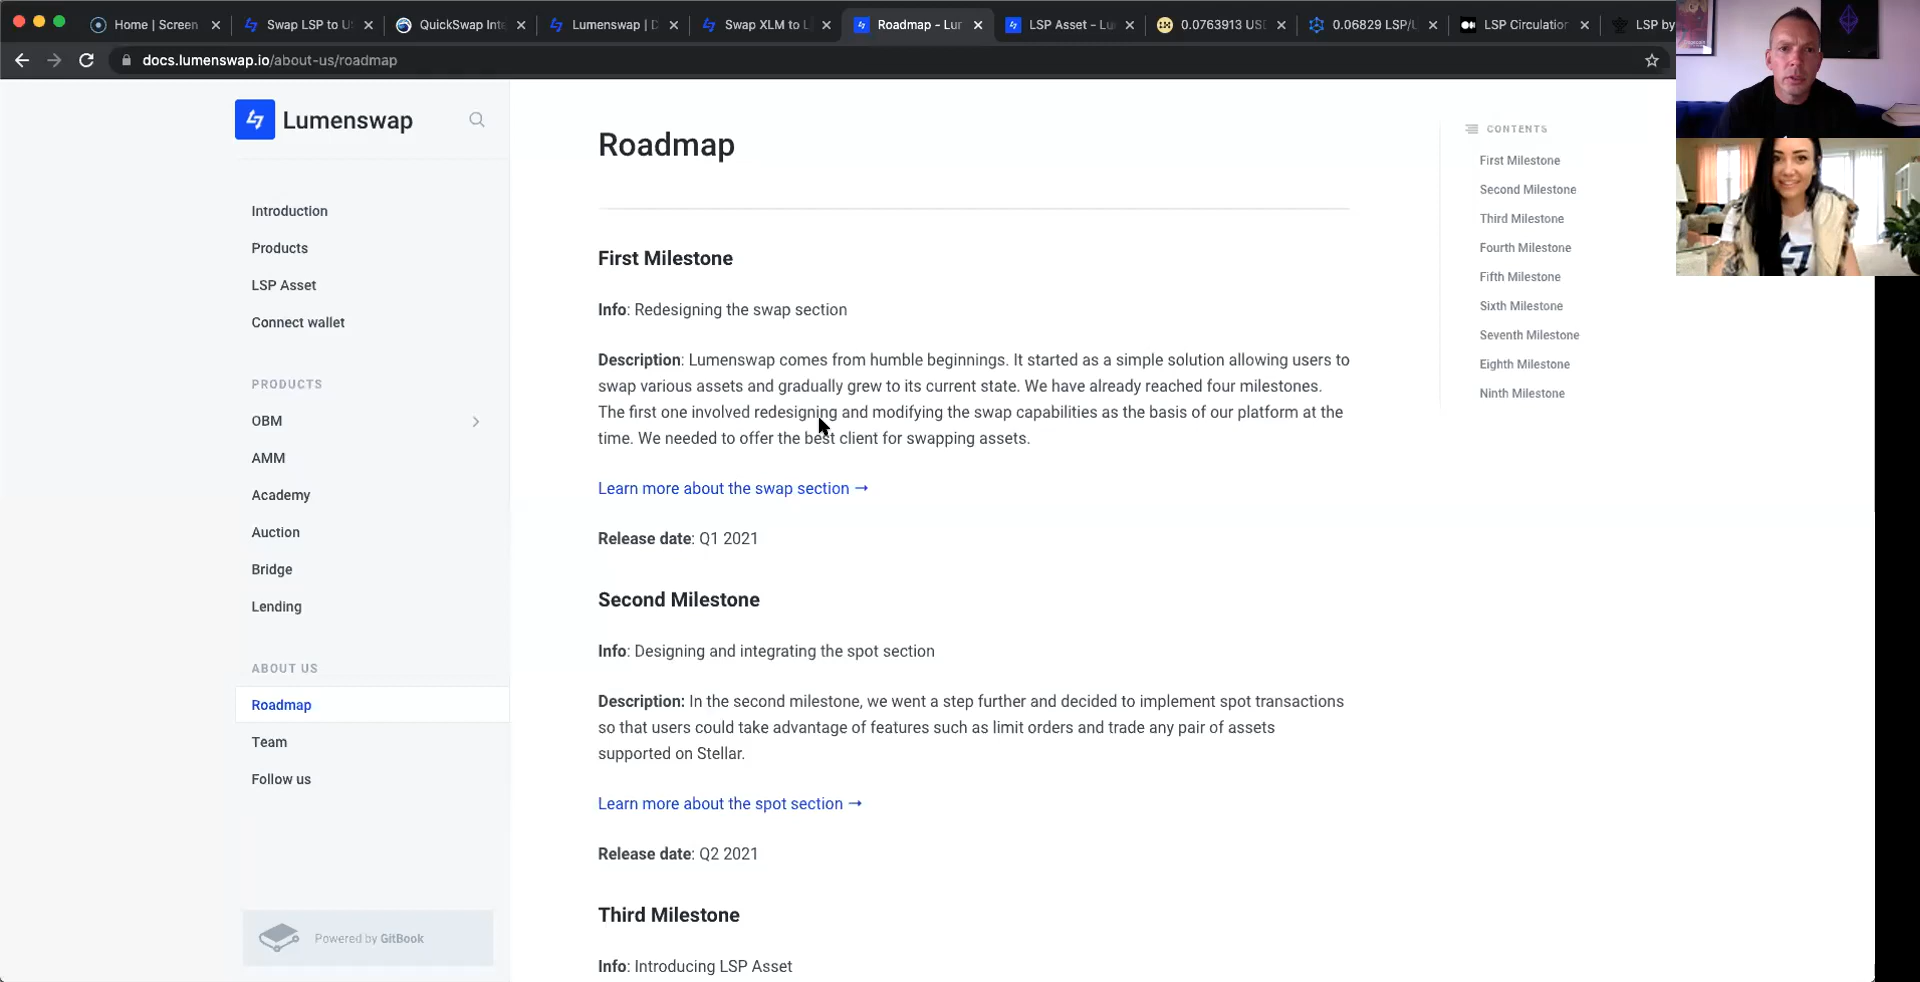 Home | Screen
Swap LSP to U
QuickSwap Inte
Lumenswap | D
Swap XLM to L
Roadmap - Lur
LSP Asset - Lu
0.0763913 USD
0.06829 LSP/L
LSP Circulation
LSP by
docs.lumenswap.io/about-us/roadmap
Lumenswap
Introduction
Products
LSP Asset
Connect wallet
PRODUCTS
OBM
AMM
Academy
Auction
Bridge
Lending
ABOUT US
Roadmap
Team
Follow us
Powered by GitBook
Roadmap
First Milestone
Info: Redesigning the swap section
Description: Lumenswap comes from humble beginnings. It started as a simple solution allowing users to
swap various assets and gradually grew to its current state. We have already reached four milestones.
The first one involved redesigning and modifying the swap capabilities as the basis of our platform at the
time. We needed to offer the best client for swapping assets.
Learn more about the swap section →
Release date: Q1 2021
Second Milestone
Info: Designing and integrating the spot section
Description: In the second milestone, we went a step further and decided to implement spot transactions
so that users could take advantage of features such as limit orders and trade any pair of assets
supported on Stellar.
Learn more about the spot section →
Release date: Q2 2021
Third Milestone
Info: Introducing LSP Asset
CONTENTS
First Milestone
Second Milestone
Third Milestone
Fourth Milestone
Fifth Milestone
Sixth Milestone
Seventh Milestone
Eighth Milestone
Ninth Milestone